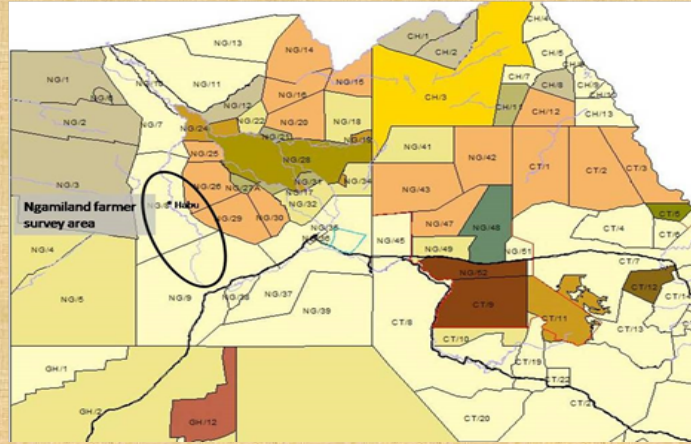 NG/13
NG/14
CH/1
CH/2
CH/4
CH/5
NG/1
NG/11
NG/15
CH/7
CH/8
CH/9
NG/16
CH/3
CH/11
CH/12
CH/13
NG/2
NG/7
NG/12
NG/22
NG/20
NG/18
NG/24
NG/21
NG/41
NG/42
CT/1
CT/2
CT/3
NG/25
NG/28
NG/3
NG/26
NG/27A
NG/31
NG/34
NG/43
NG/17
NG/32
Ngamiland farmer
survey area
Habu
NG/29
NG/30
NG/47
NG/48
CT/5
NG/35
CT/4
CT/6
NG/4
NG/36
NG/45
NG/49
NG/51
NG/52
CT/7
CT/12
NG/5
NG/9
NG/38
NG/37
NG/39
CT/8
CT/9
CT/11
CT/13
CT/10
GH/1
CT/19
CT/22
GH/2
GH/12
CT/20